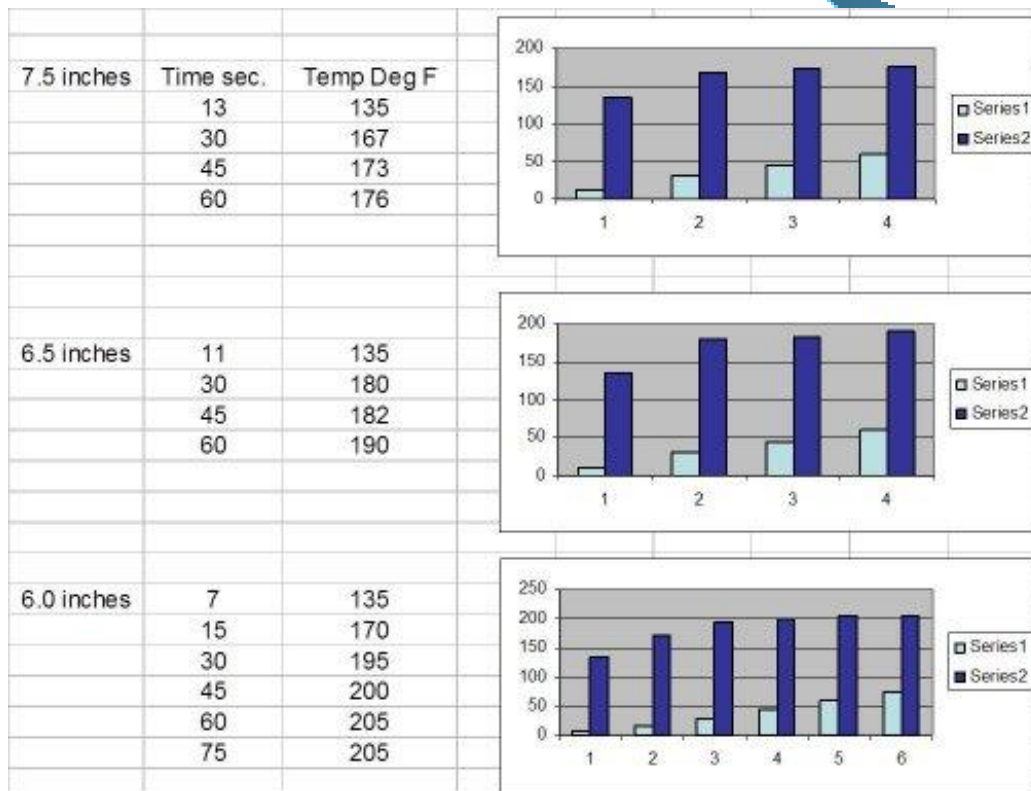 7.5 inches Time sec. Temp Deg F
13 135
30 167
45 173
60 176
200
150
100
50
0
1 2 3 4
Series1
Series2
6.5 inches 11 135
30 180
45 182
60 190
200
150
100
50
0
1 2 3 4
Series1
Series2
6.0 inches 7 135
15 170
30 195
45 200
60 205
75 205
250
200
150
100
50
0
1 2 3 4 5 6
Series1
Series2